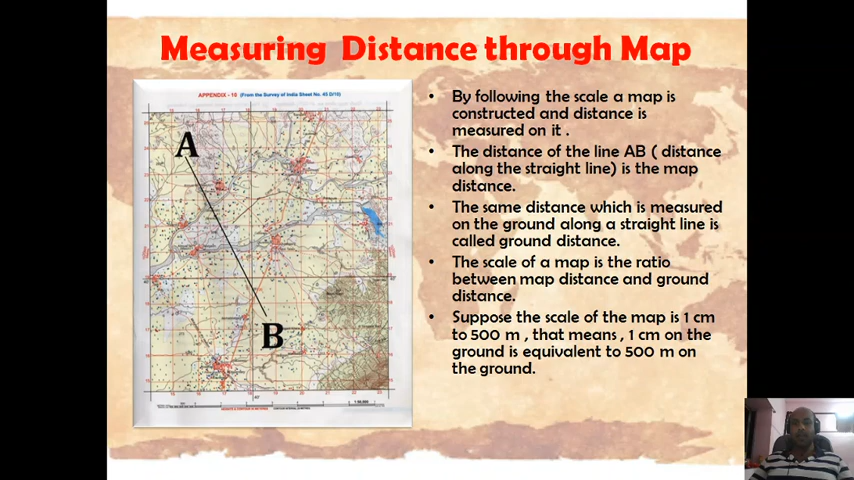 Measuring Distance through Map
APPENDIX - 16 (From the Survey of India Sheet No. 45 D/10)
A
B
• By following the scale a map is
constructed and distance is
measured on it .
• The distance of the line AB ( distance
along the straight line) is the map
distance.
• The same distance which is measured
on the ground along a straight line is
called ground distance.
• The scale of a map is the ratio
between map distance and ground
distance.
• Suppose the scale of the map is 1 cm
to 500 m , that means , 1 cm on the
ground is equivalent to 500 m on
the ground.